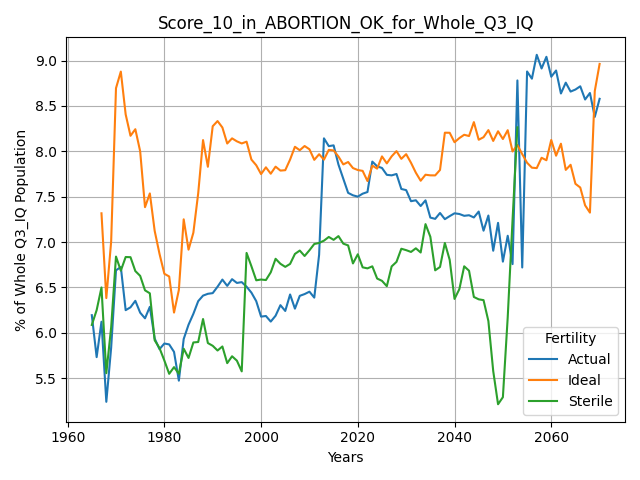 Score_10_in_ABORTION_OK_for_Whole_Q3_IQ
% of Whole Q3_IQ Population
9.0
8.5
8.0
7.5
7.0
6.5
6.0
5.5
Fertility
Actual
Ideal
Sterile
1960
1980
2000
2020
2040
2060
Years